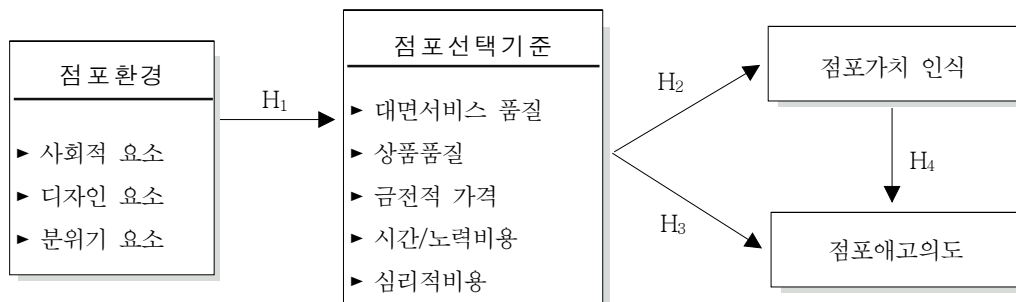 점포환경
► 사회적 요소
► 디자인 요소
► 분위기 요소
H₁
점포선택기준
► 대면서비스 품질
► 상품품질
► 금전적 가격
► 시간/노력비용
► 심리적비용
H₂
H₃
점포가치 인식
H₄
점포애고의도